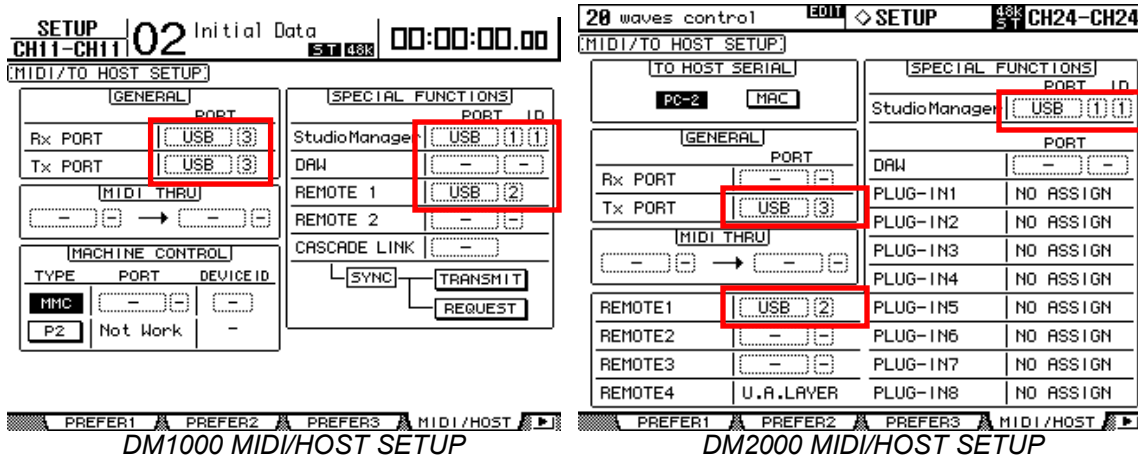 SETUP
CH11-CH11
02 Initial Data
ST 48k
00:00:00.00
MIDI/TO HOST SETUP
GENERAL
PORT
Rx PORT USB 3
Tx PORT USB 3
MIDI THRU
- - → - -
MACHINE CONTROL
TYPE PORT DEVICE ID
MMC - - -
P2 Not Work -
SPECIAL FUNCTIONS
PORT ID
StudioManager USB 1 1
DAW - -
REMOTE 1 USB 2
REMOTE 2 - -
CASCADE LINK -
SYNC TRANSMIT
REQUEST
PREFER1 PREFER2 PREFER3 MIDI/HOST
DM1000 MIDI/HOST SETUP
20 waves control EDIT SETUP 48k CH24-CH24
MIDI/TO HOST SETUP
TO HOST SERIAL
PC-2 MAC
GENERAL
PORT
Rx PORT - -
Tx PORT USB 3
MIDI THRU
- - → - -
REMOTE1 USB 2
REMOTE2 - -
REMOTE3 - -
REMOTE4 U.A.LAYER
SPECIAL FUNCTIONS
PORT ID
StudioManager USB 1 1
PORT
DAW - -
PLUG-IN1 NO ASSIGN
PLUG-IN2 NO ASSIGN
PLUG-IN3 NO ASSIGN
PLUG-IN4 NO ASSIGN
PLUG-IN5 NO ASSIGN
PLUG-IN6 NO ASSIGN
PLUG-IN7 NO ASSIGN
PLUG-IN8 NO ASSIGN
PREFER1 PREFER2 PREFER3 MIDI/HOST
DM2000 MIDI/HOST SETUP